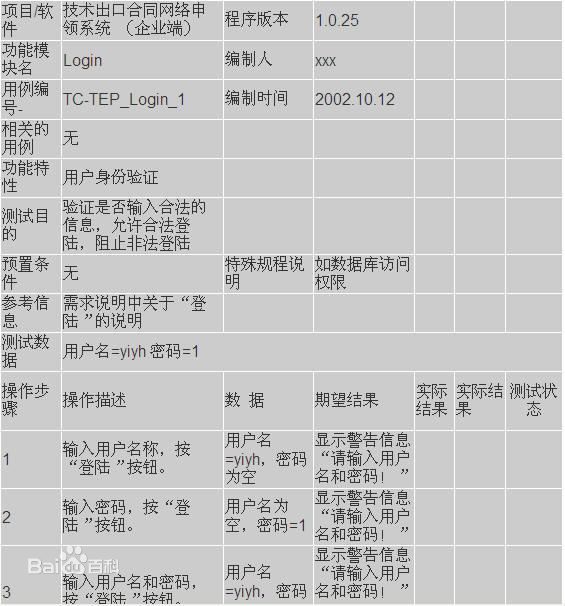 项目/软 技术出口合同网络申 程序版本 1.0.25
件 领系统 （企业端）
功能模 Login 编制人 xxx
块名
用例编 TC-TEP_Login_1 编制时间 2002.10.12
号-
相关的 无
用例
功能特 用户身份验证
性
测试目 验证是否输入合法的
的 信息，允许合法登
陆，阻止非法登陆
预置条 无 特殊规程说 如数据库访问
件 明 权限
参考信 需求说明中关于“登
息 陆 ”的说明
测试数 用户名=yiyh 密码=1
据
操作步 操作描述 数 据 期望结果 实际 实际结 测试状
骤 结果 果 态
1 输入用户名称，按 用户名 显示警告信息
“登陆 ”按钮。 =yiyh，密码 “请输入用户
为空 名和密码！ ”
2 输入密码，按“登 用户名为 显示警告信息
陆 ”按钮。 空，密码=1 “请输入用户
名和密码！ ”
3 输入用户名和密码， 用户名 显示警告信息
按“登陆 ”按钮。 =yiyh，密码 “请输入用户
名和密码！ ”
Baidu百科